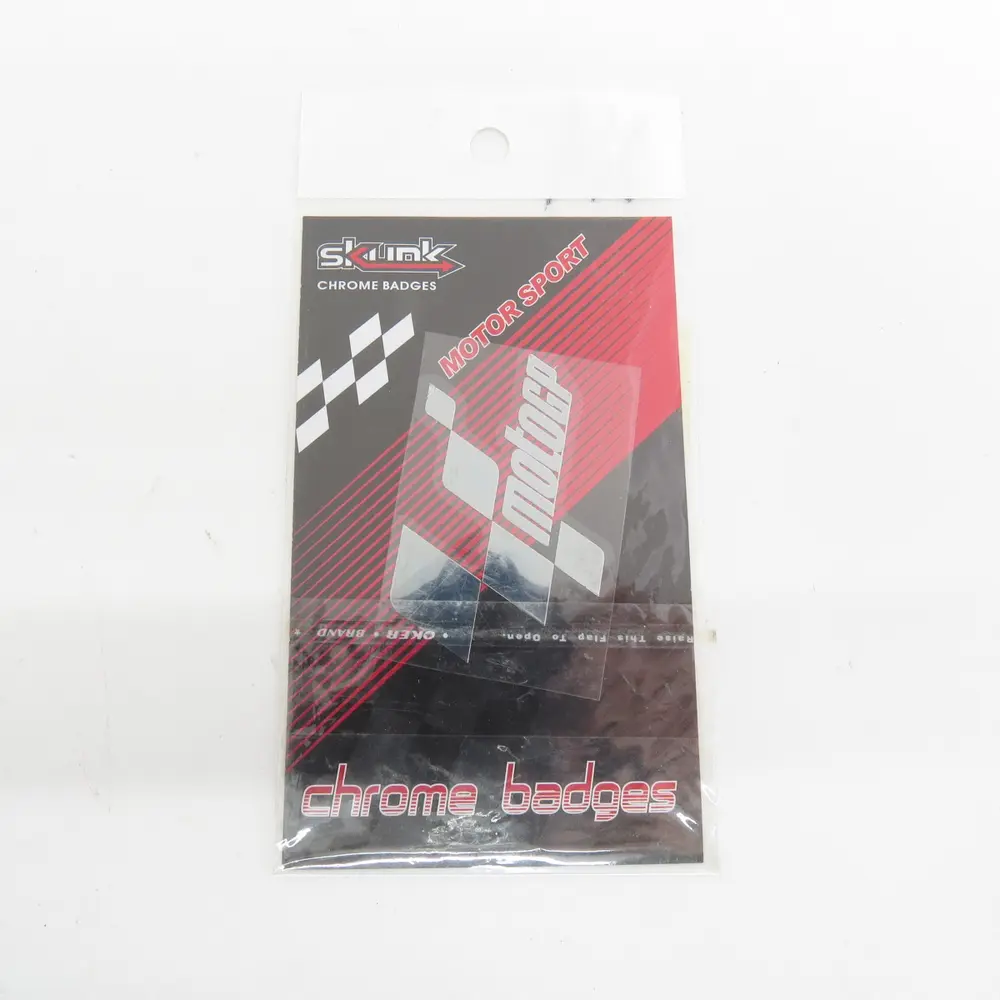 skunk
CHROME BADGES
MOTOR SPORT
motoGP
Raise This Flap To Open. • OKER • BRAND *
chrome badges